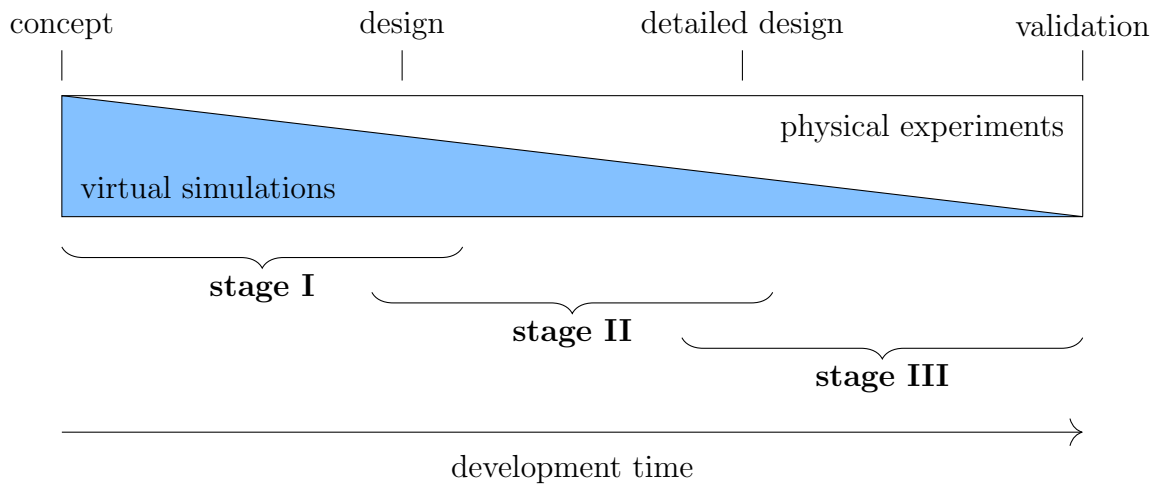 concept design detailed design validation
physical experiments
virtual simulations
stage I
stage II
stage III
development time